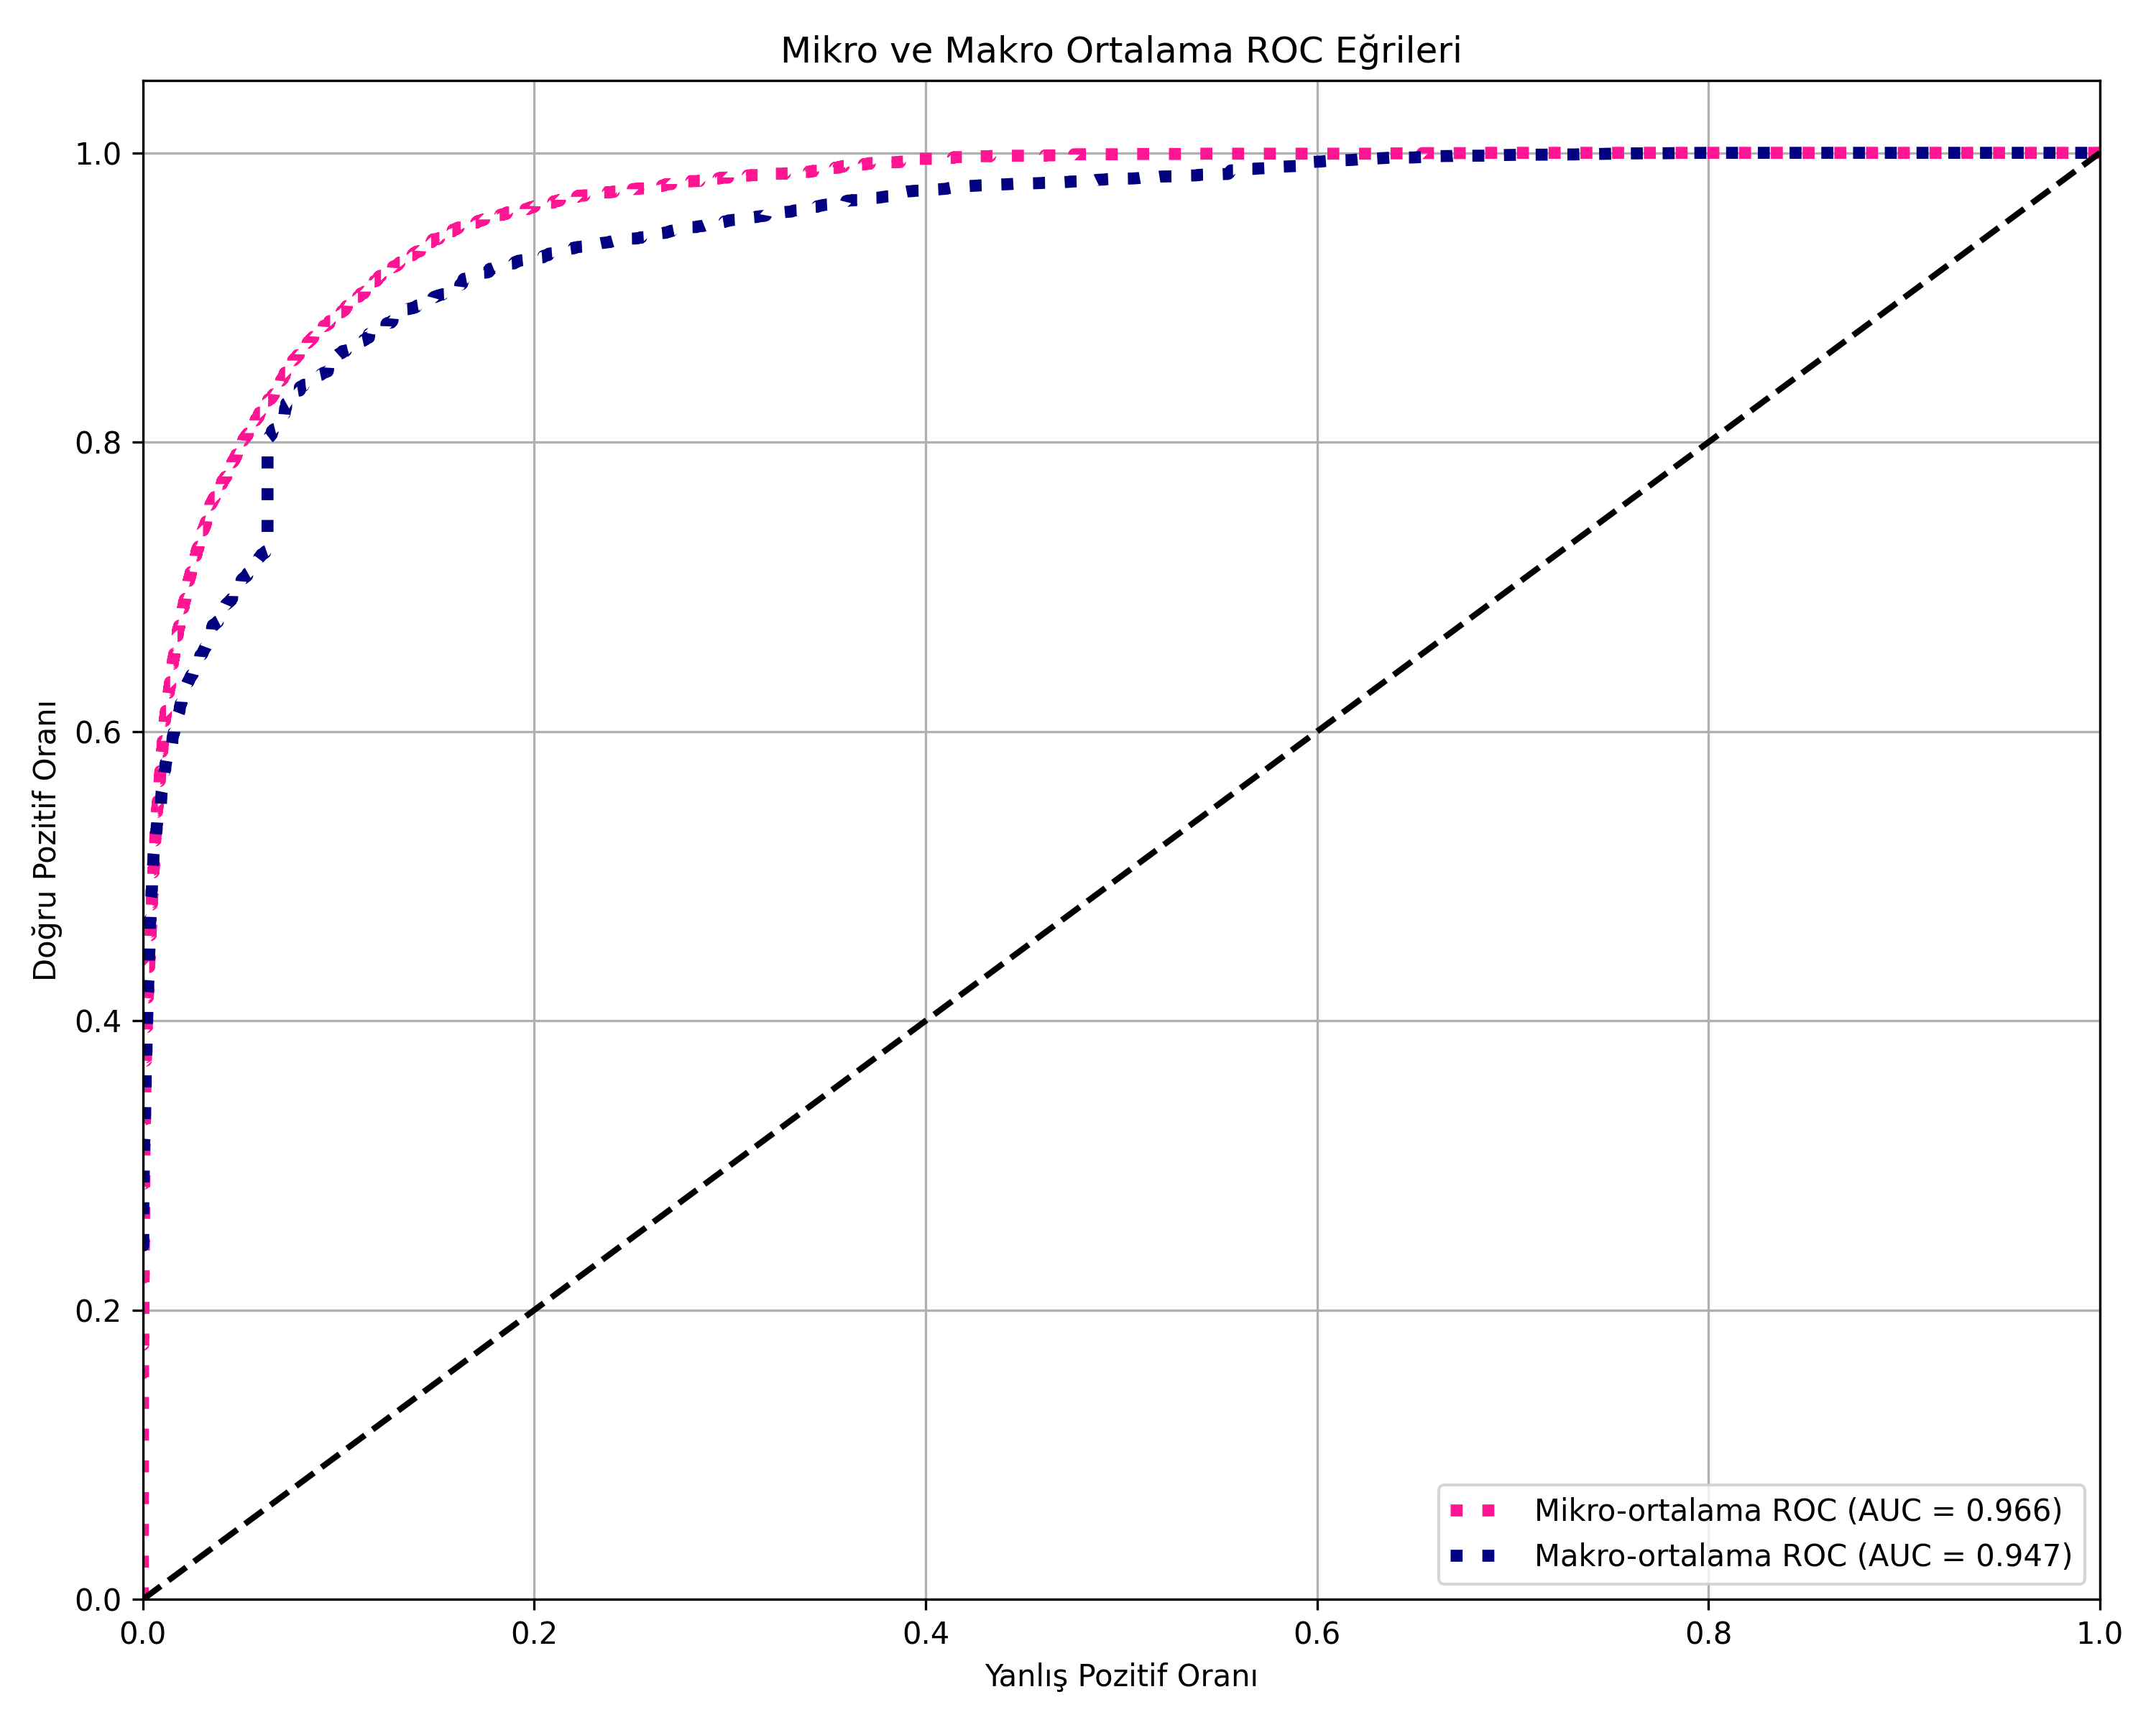 Mikro ve Makro Ortalama ROC Eğrileri
1.0
0.8
0.6
0.4
0.2
0.0
Doğru Pozitif Oranı
0.0 0.2 0.4 0.6 0.8 1.0
Yanlış Pozitif Oranı
Mikro-ortalama ROC (AUC = 0.966)
Makro-ortalama ROC (AUC = 0.947)